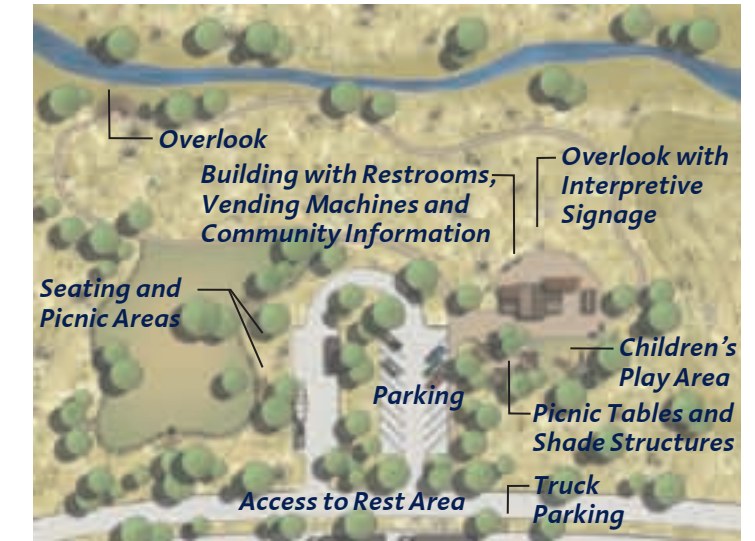 Overlook
Building with Restrooms,
Vending Machines and
Community Information
Overlook with
Interpretive
Signage
Seating and
Picnic Areas
Children's
Play Area
Parking
Picnic Tables and
Shade Structures
Access to Rest Area
Truck
Parking